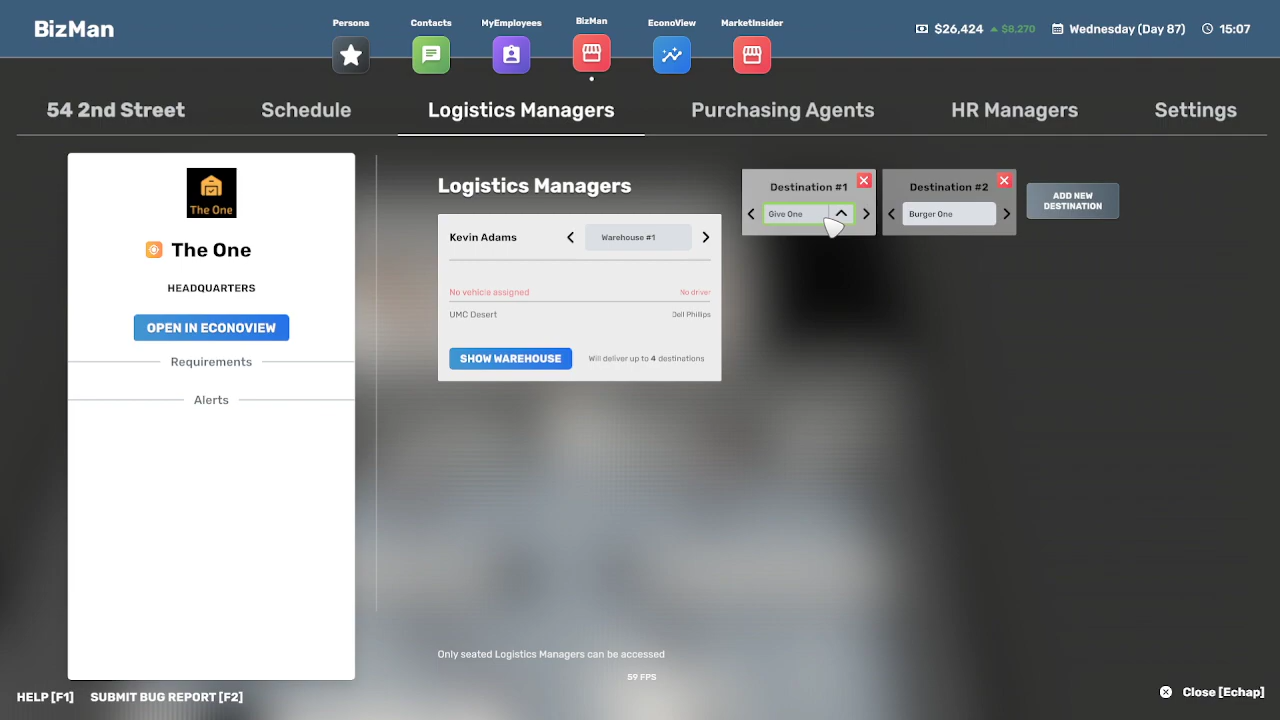 BizMan
Persona
Contacts
MyEmployees
BizMan
EconoView
MarketInsider
$26,424 ▲ $8,270
Wednesday (Day 87)
15:07
54 2nd Street
Schedule
Logistics Managers
Purchasing Agents
HR Managers
Settings
The One
The One
HEADQUARTERS
OPEN IN ECONOVIEW
Requirements
Alerts
Logistics Managers
Kevin Adams
Warehouse #1
No vehicle assigned
No driver
UMC Desert
Dell Phillips
SHOW WAREHOUSE
Will deliver up to 4 destinations
Destination #1
Give One
Destination #2
Burger One
ADD NEW
DESTINATION
Only seated Logistics Managers can be accessed
59 FPS
HELP [F1]
SUBMIT BUG REPORT [F2]
Close [Echap]